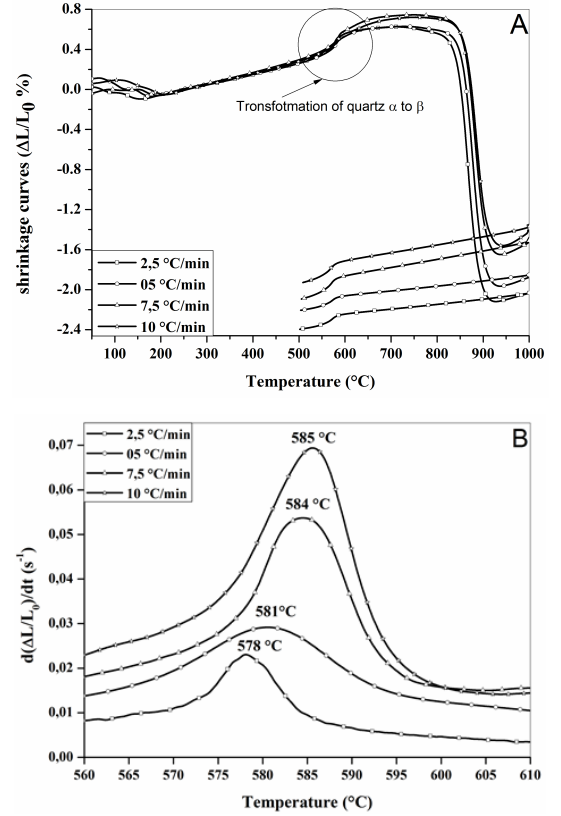 A
0.8
0.4
0.0
-0.4
-0.8
-1.2
-1.6
-2.0
-2.4
shrinkage curves (ΔL/L0 %)
Tronsfotmation of quartz α to β
2,5 °C/min
05 °C/min
7,5 °C/min
10 °C/min
100 200 300 400 500 600 700 800 900 1000
Temperature (°C)
B
0,07
0,06
0,05
0,04
0,03
0,02
0,01
0,00
d(ΔL/L0)/dt (s-1)
2,5 °C/min
05 °C/min
7,5 °C/min
10 °C/min
585 °C
584 °C
581°C
578 °C
560 565 570 575 580 585 590 595 600 605 610
Temperature (°C)